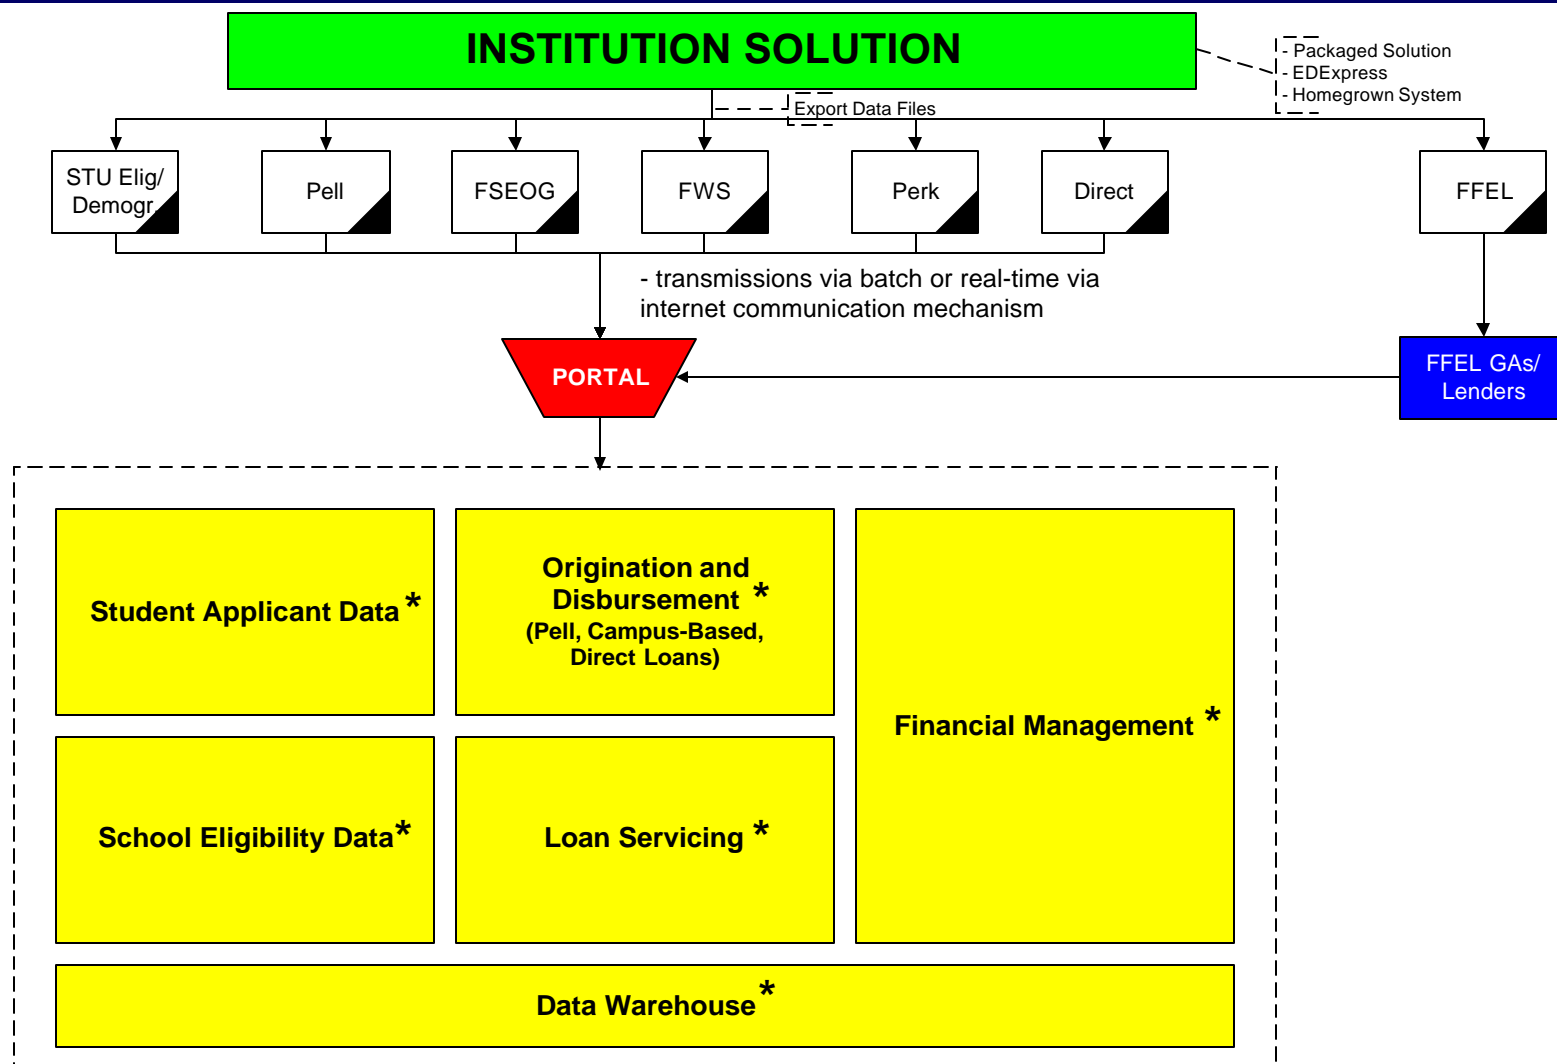 INSTITUTION SOLUTION
- Packaged Solution
- EDExpress
- Homegrown System
Export Data Files
STU Elig/
Demogr.
Pell
FSEOG
FWS
Perk
Direct
FFEL
- transmissions via batch or real-time via
internet communication mechanism
PORTAL
FFEL GAs/
Lenders
Student Applicant Data *
Origination and
Disbursement *
(Pell, Campus-Based,
Direct Loans)
Financial Management *
School Eligibility Data *
Loan Servicing *
Data Warehouse *